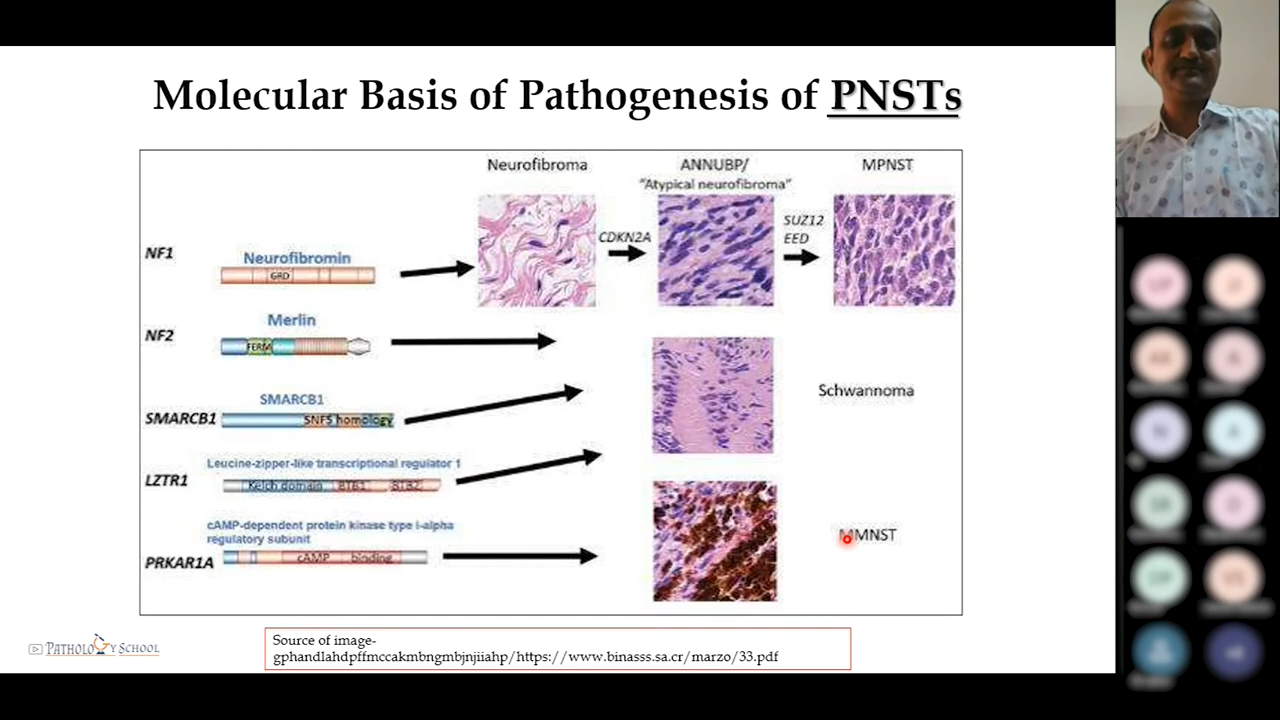 Molecular Basis of Pathogenesis of PNSTs
Neurofibroma
ANNUBP/
"Atypical neurofibroma"
MPNST
NF1
Neurofibromin
GRD
CDKN2A
SUZ12
EED
NF2
Merlin
FERM
SMARCB1
SMARCB1
SNF5 homology
Schwannoma
LZTR1
Leucine-zipper-like transcriptional regulator 1
Kelch domain
BTB1
BTB2
PRKAR1A
cAMP-dependent protein kinase type i-alpha
regulatory subunit
cAMP
binding
MMNST
PATHOLOGY SCHOOL
Source of image-
gphandlahdpffmccakmbngmbjnjiiahp/https://www.binasss.sa.cr/marzo/33.pdf